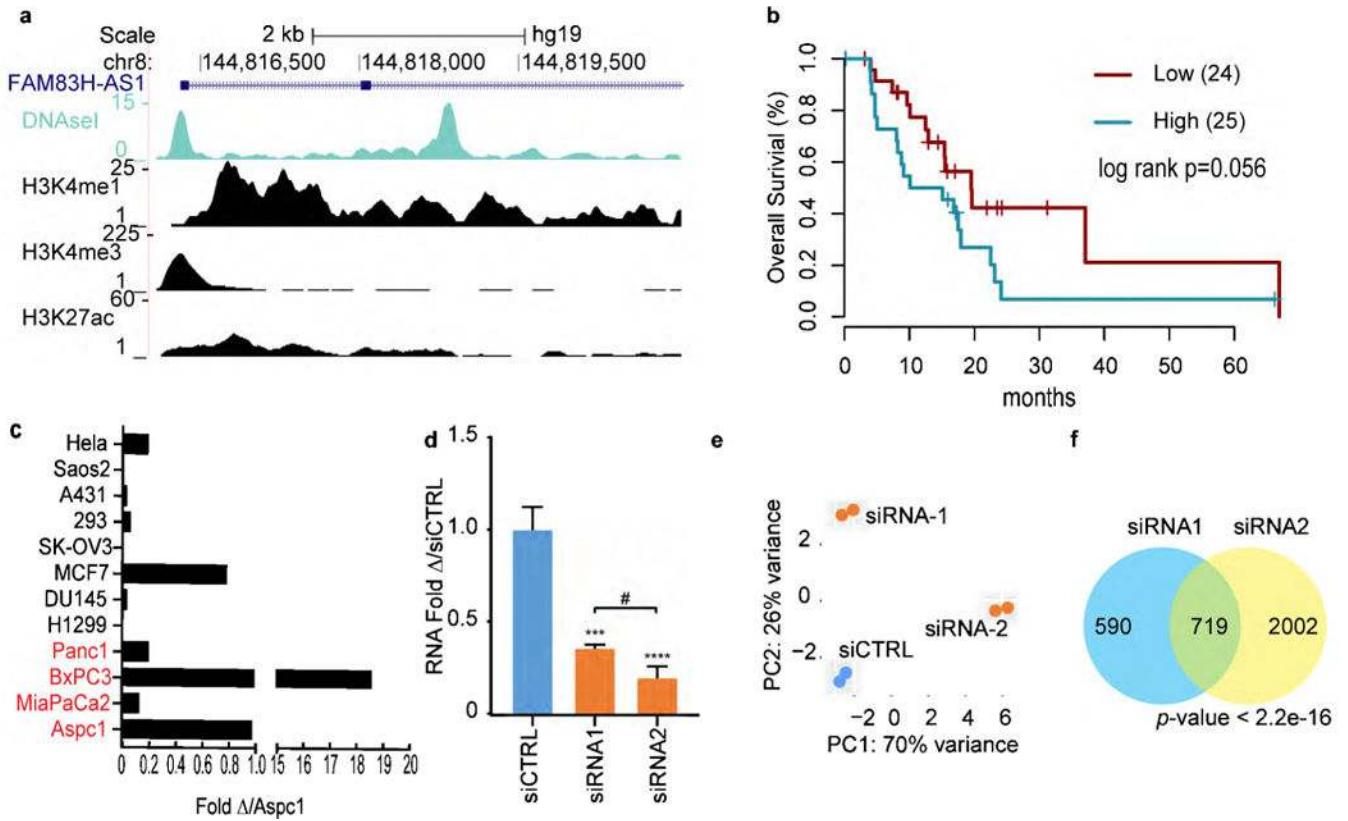 a
Scale 2 kb hg19
chr8: |144,816,500 |144,818,000 |144,819,500
FAM83H-AS1
15
DNAseI
0
25
H3K4me1
1
225
H3K4me3
1
60
H3K27ac
1
b
Overall Surivial (%)
1.0
0.8
0.6
0.4
0.2
0.0
Low (24)
High (25)
log rank p=0.056
0 10 20 30 40 50 60
months
c
Hela
Saos2
A431
293
SK-OV3
MCF7
DU145
H1299
Panc1
BxPC3
MiaPaCa2
Aspc1
0 0.2 0.4 0.6 0.8 1.0 15 16 17 18 19 20
Fold Δ/Aspc1
d
RNA Fold Δ/siCTRL
1.5
1.0
0.5
0
#
***
****
siCTRL
siRNA1
siRNA2
e
PC2: 26% variance
2
0
−2
siRNA-1
siRNA-2
siCTRL
−2 0 2 4 6
PC1: 70% variance
f
siRNA1 siRNA2
590 719 2002
p-value < 2.2e-16